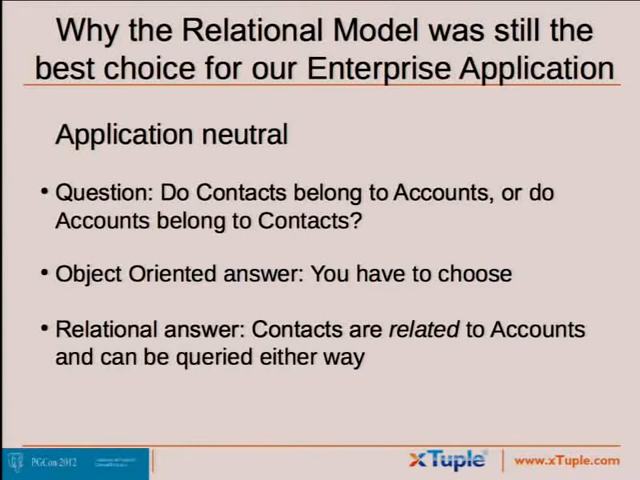 Why the Relational Model was still the
best choice for our Enterprise Application
Application neutral
• Question: Do Contacts belong to Accounts, or do
Accounts belong to Contacts?
• Object Oriented answer: You have to choose
• Relational answer: Contacts are related to Accounts
and can be queried either way
PGCon 2012
xTuple
www.xTuple.com